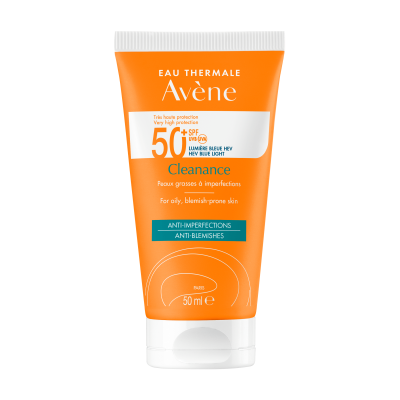 EAU THERMALE
Avène
Très haute protection
Very high protection
50+
SPF
UVB UVA
LUMIÈRE BLEUE HEV
HEV BLUE LIGHT
Cleanance
Peaux grasses à imperfections
For oily, blemish-prone skin
ANTI-IMPERFECTIONS
ANTI-BLEMISHES
50 ml e